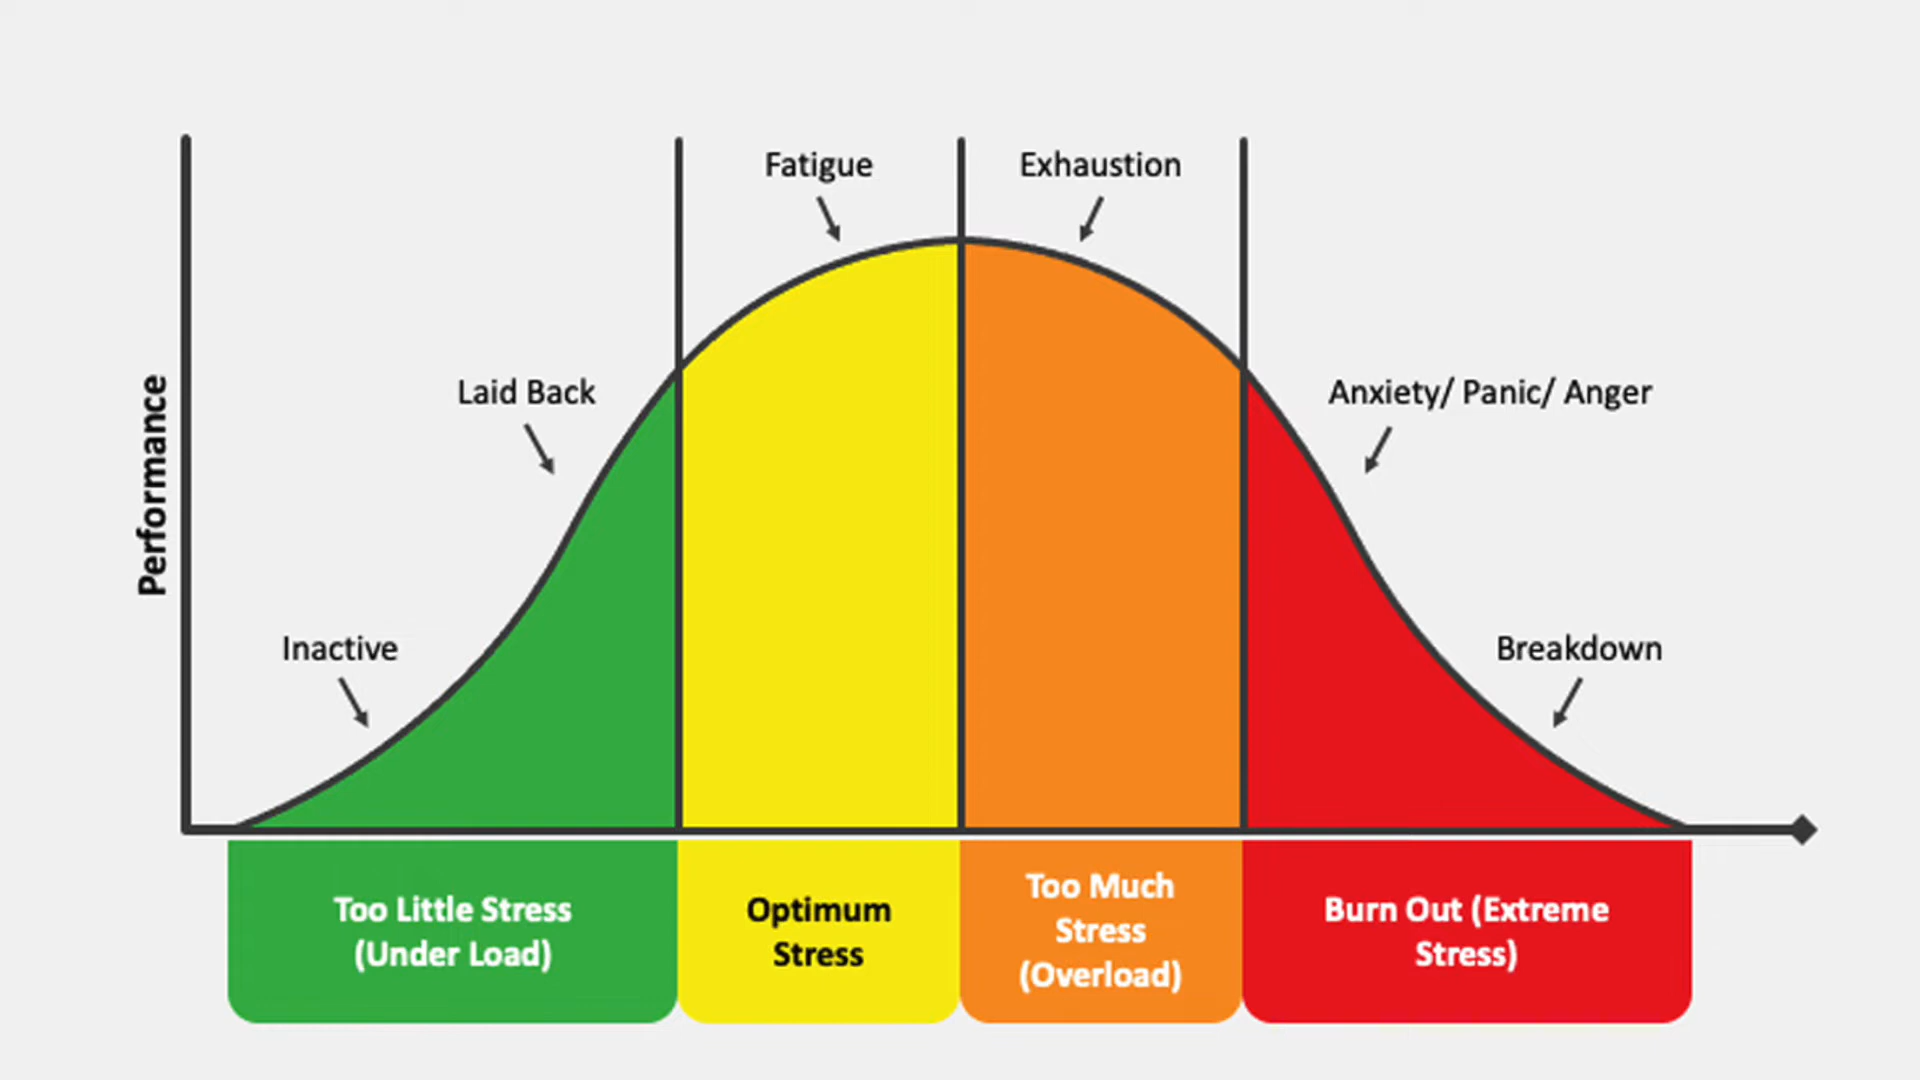 Fatigue
Exhaustion
Laid Back
Anxiety/ Panic/ Anger
Performance
Inactive
Breakdown
Too Little Stress
(Under Load)
Optimum
Stress
Too Much
Stress
(Overload)
Burn Out (Extreme
Stress)